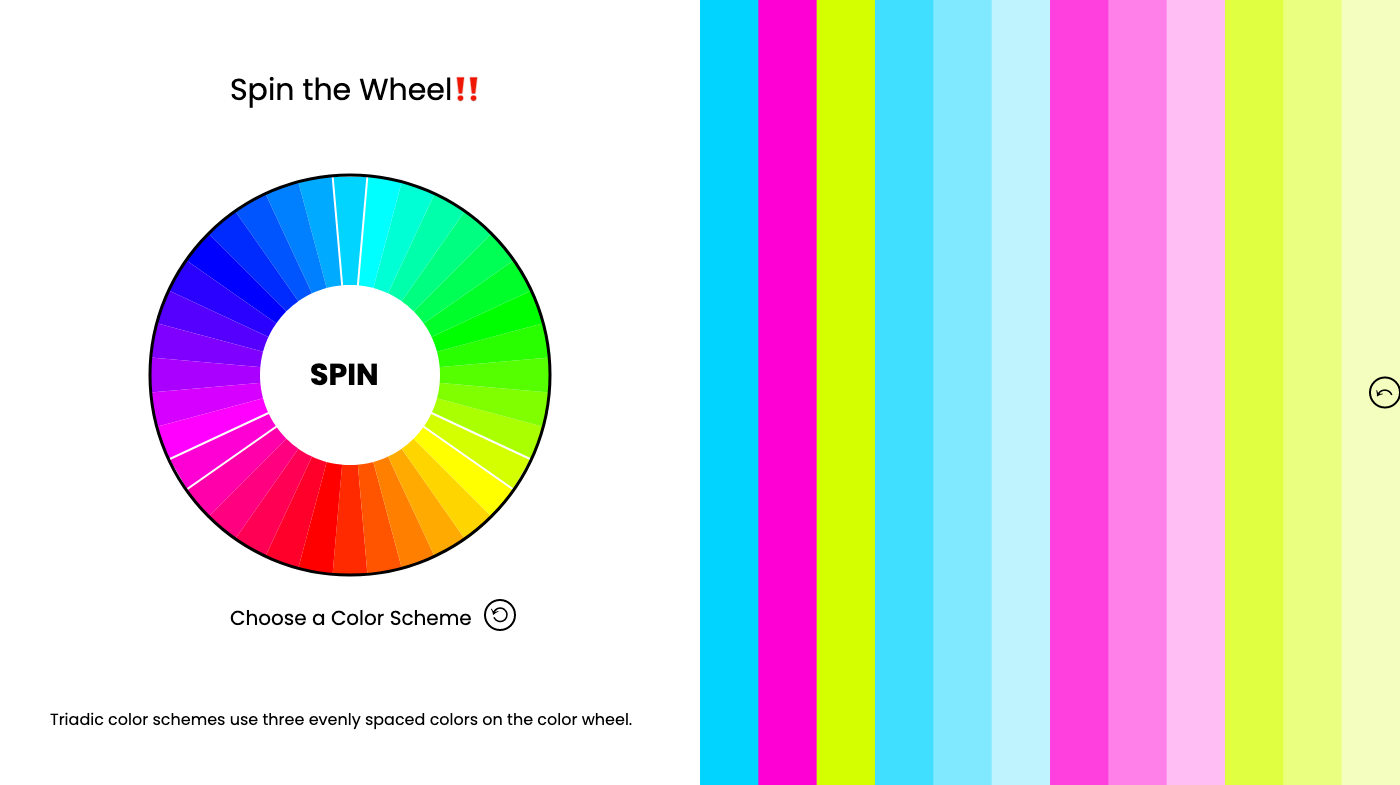 Spin the Wheel‼️
SPIN
Choose a Color Scheme
Triadic color schemes use three evenly spaced colors on the color wheel.